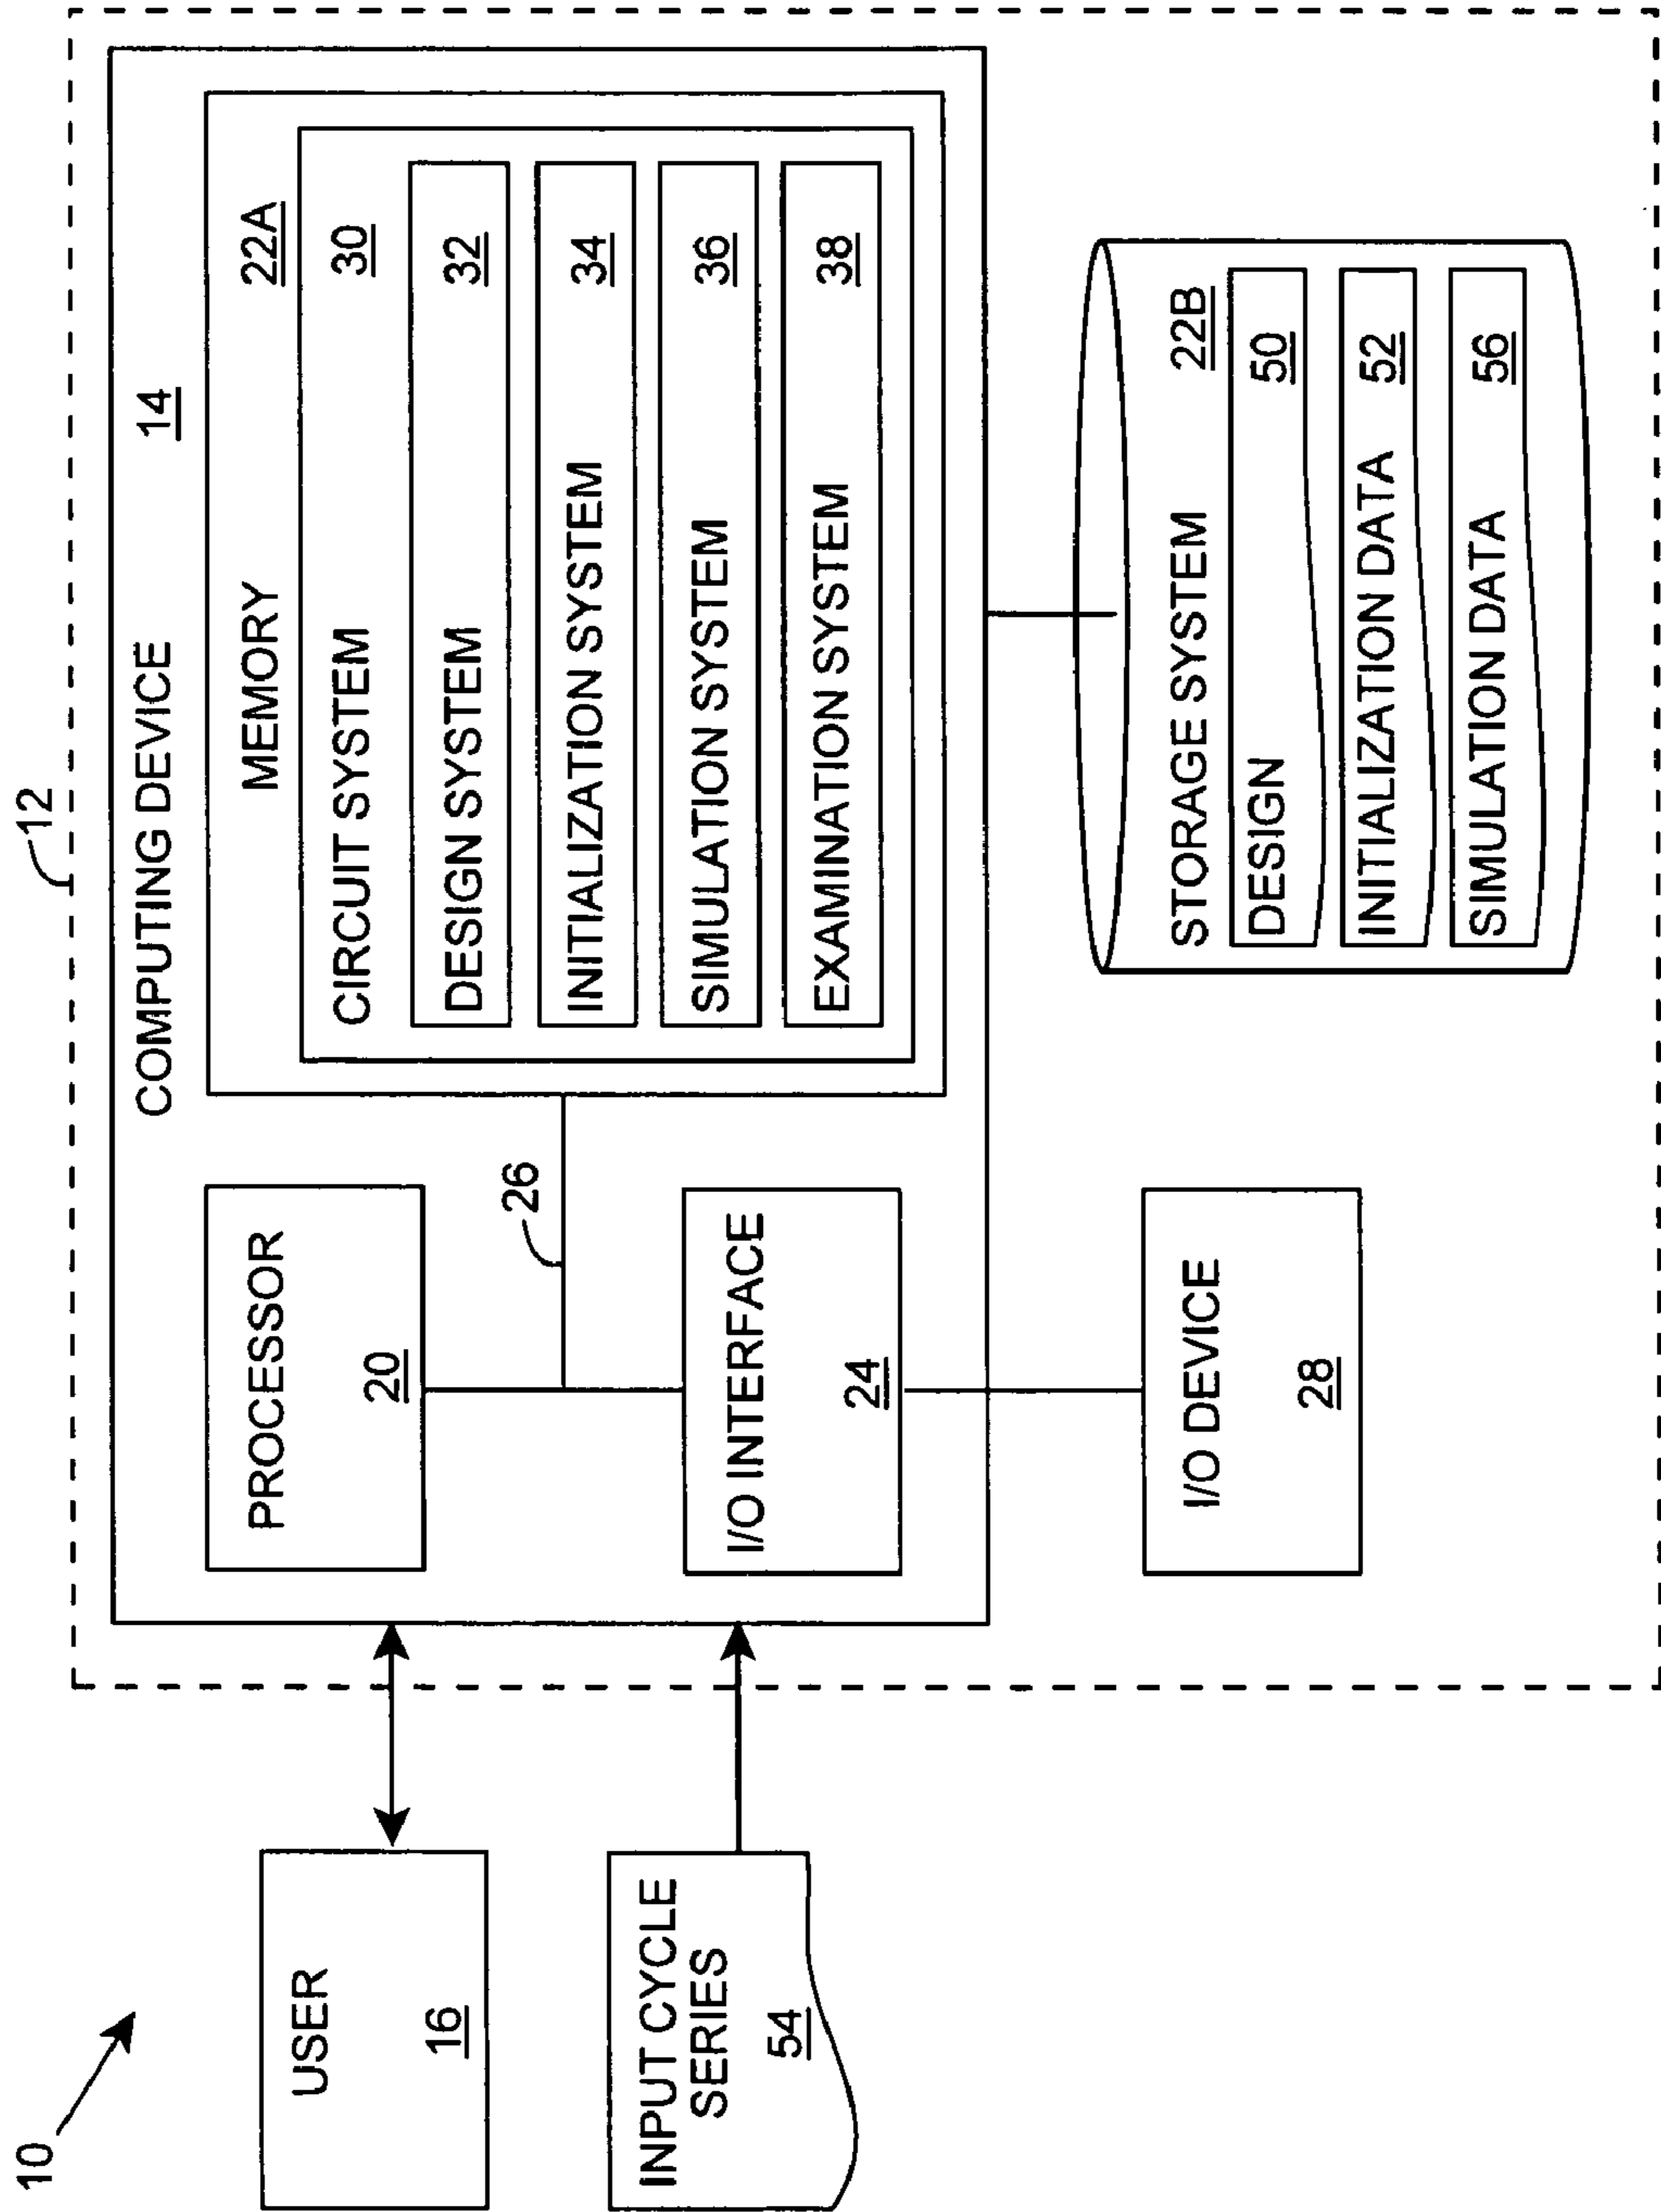 10
12
USER
16
INPUT CYCLE
SERIES
54
COMPUTING DEVICE 14
PROCESSOR
20
26
I/O INTERFACE
24
I/O DEVICE
28
MEMORY 22A
CIRCUIT SYSTEM 30
DESIGN SYSTEM 32
INITIALIZATION SYSTEM 34
SIMULATION SYSTEM 36
EXAMINATION SYSTEM 38
STORAGE SYSTEM 22B
DESIGN 50
INITIALIZATION DATA 52
SIMULATION DATA 56